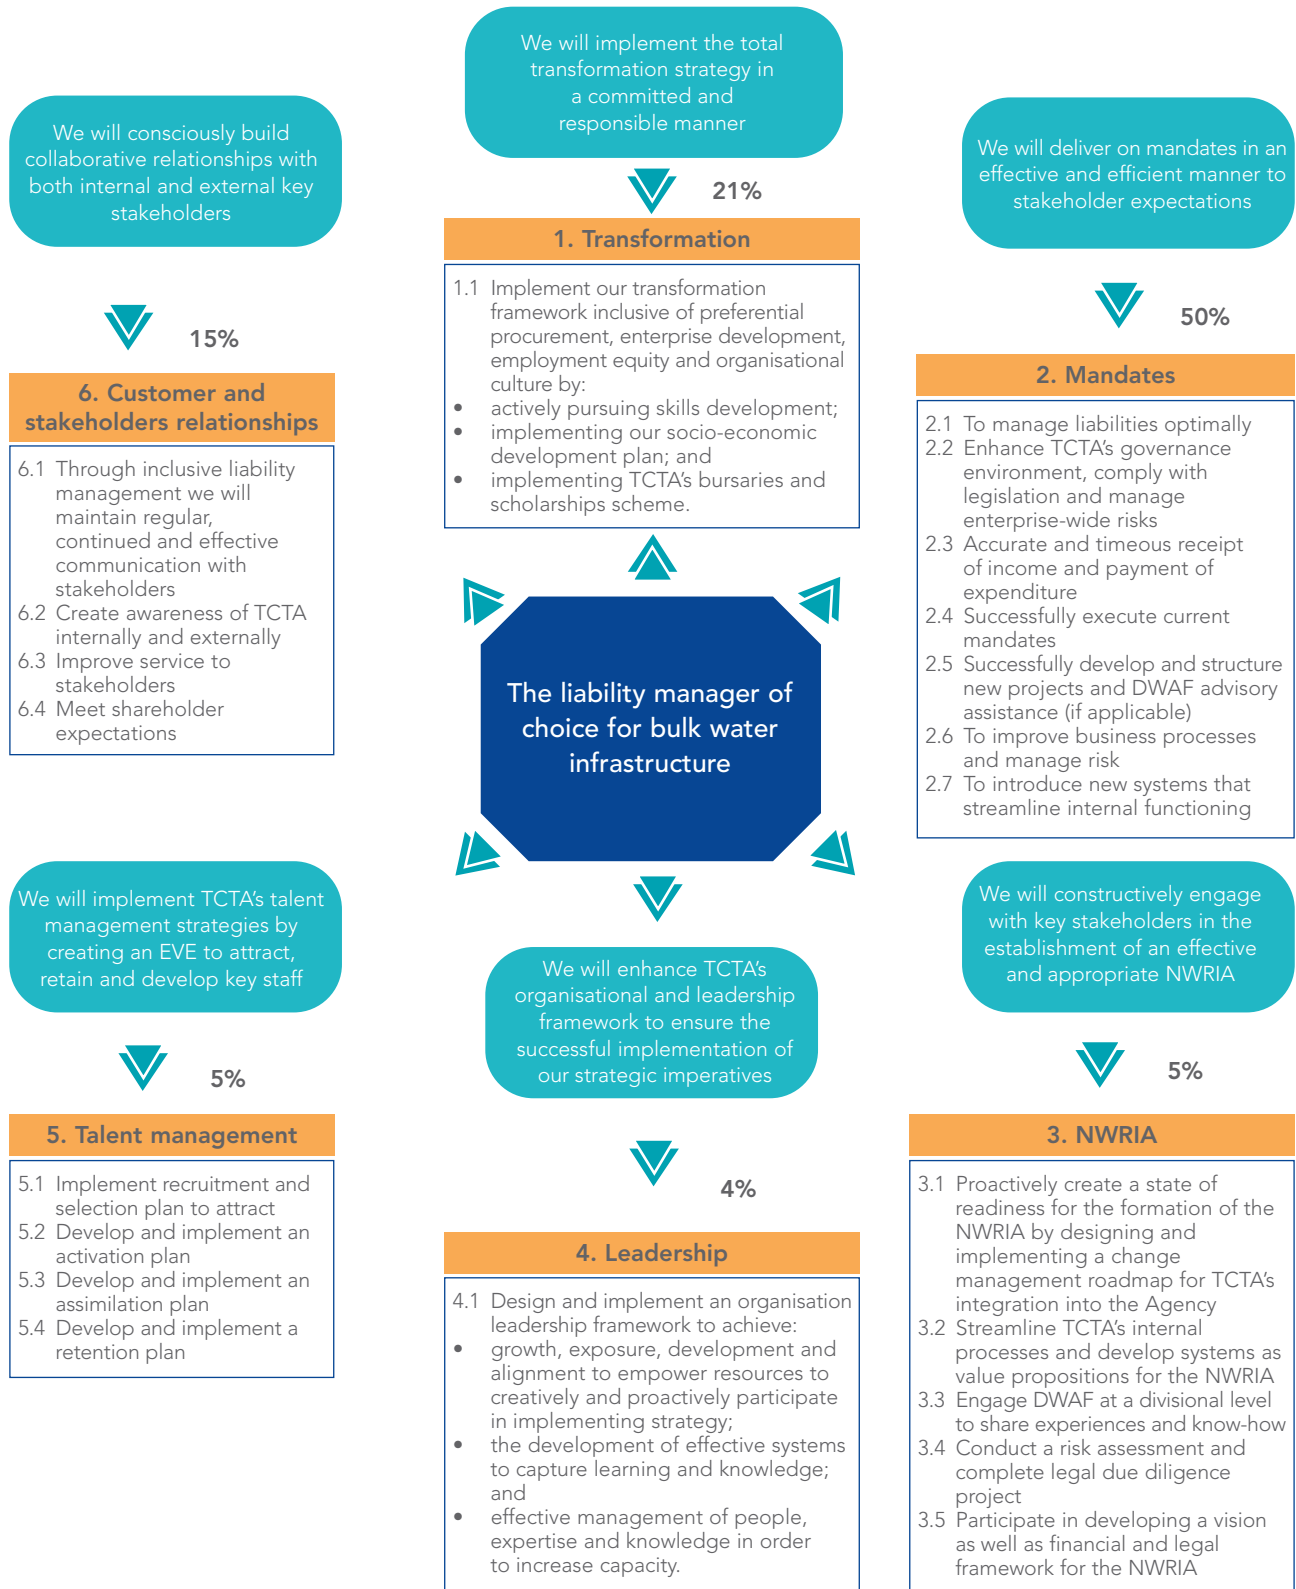 We will implement the total
transformation strategy in
a committed and
responsible manner
21%
1. Transformation
1.1 Implement our transformation
framework inclusive of preferential
procurement, enterprise development,
employment equity and organisational
culture by:
• actively pursuing skills development;
• implementing our socio-economic
development plan; and
• implementing TCTA's bursaries and
scholarships scheme.
We will deliver on mandates in an
effective and efficient manner to
stakeholder expectations
50%
2. Mandates
2.1 To manage liabilities optimally
2.2 Enhance TCTA's governance
environment, comply with
legislation and manage
enterprise-wide risks
2.3 Accurate and timeous receipt
of income and payment of
expenditure
2.4 Successfully execute current
mandates
2.5 Successfully develop and structure
new projects and DWAF advisory
assistance (if applicable)
2.6 To improve business processes
and manage risk
2.7 To introduce new systems that
streamline internal functioning
We will consciously build
collaborative relationships with
both internal and external key
stakeholders
15%
6. Customer and
stakeholders relationships
6.1 Through inclusive liability
management we will
maintain regular,
continued and effective
communication with
stakeholders
6.2 Create awareness of TCTA
internally and externally
6.3 Improve service to
stakeholders
6.4 Meet shareholder
expectations
The liability manager of
choice for bulk water
infrastructure
We will implement TCTA's talent
management strategies by
creating an EVE to attract,
retain and develop key staff
5%
5. Talent management
5.1 Implement recruitment and
selection plan to attract
5.2 Develop and implement an
activation plan
5.3 Develop and implement an
assimilation plan
5.4 Develop and implement a
retention plan
We will enhance TCTA's
organisational and leadership
framework to ensure the
successful implementation of
our strategic imperatives
4%
4. Leadership
4.1 Design and implement an organisation
leadership framework to achieve:
• growth, exposure, development and
alignment to empower resources to
creatively and proactively participate
in implementing strategy;
• the development of effective systems
to capture learning and knowledge;
and
• effective management of people,
expertise and knowledge in order
to increase capacity.
We will constructively engage
with key stakeholders in the
establishment of an effective
and appropriate NWRIA
5%
3. NWRIA
3.1 Proactively create a state of
readiness for the formation of the
NWRIA by designing and
implementing a change
management roadmap for TCTA's
integration into the Agency
3.2 Streamline TCTA's internal
processes and develop systems as
value propositions for the NWRIA
3.3 Engage DWAF at a divisional level
to share experiences and know-how
3.4 Conduct a risk assessment and
complete legal due diligence
project
3.5 Participate in developing a vision
as well as financial and legal
framework for the NWRIA